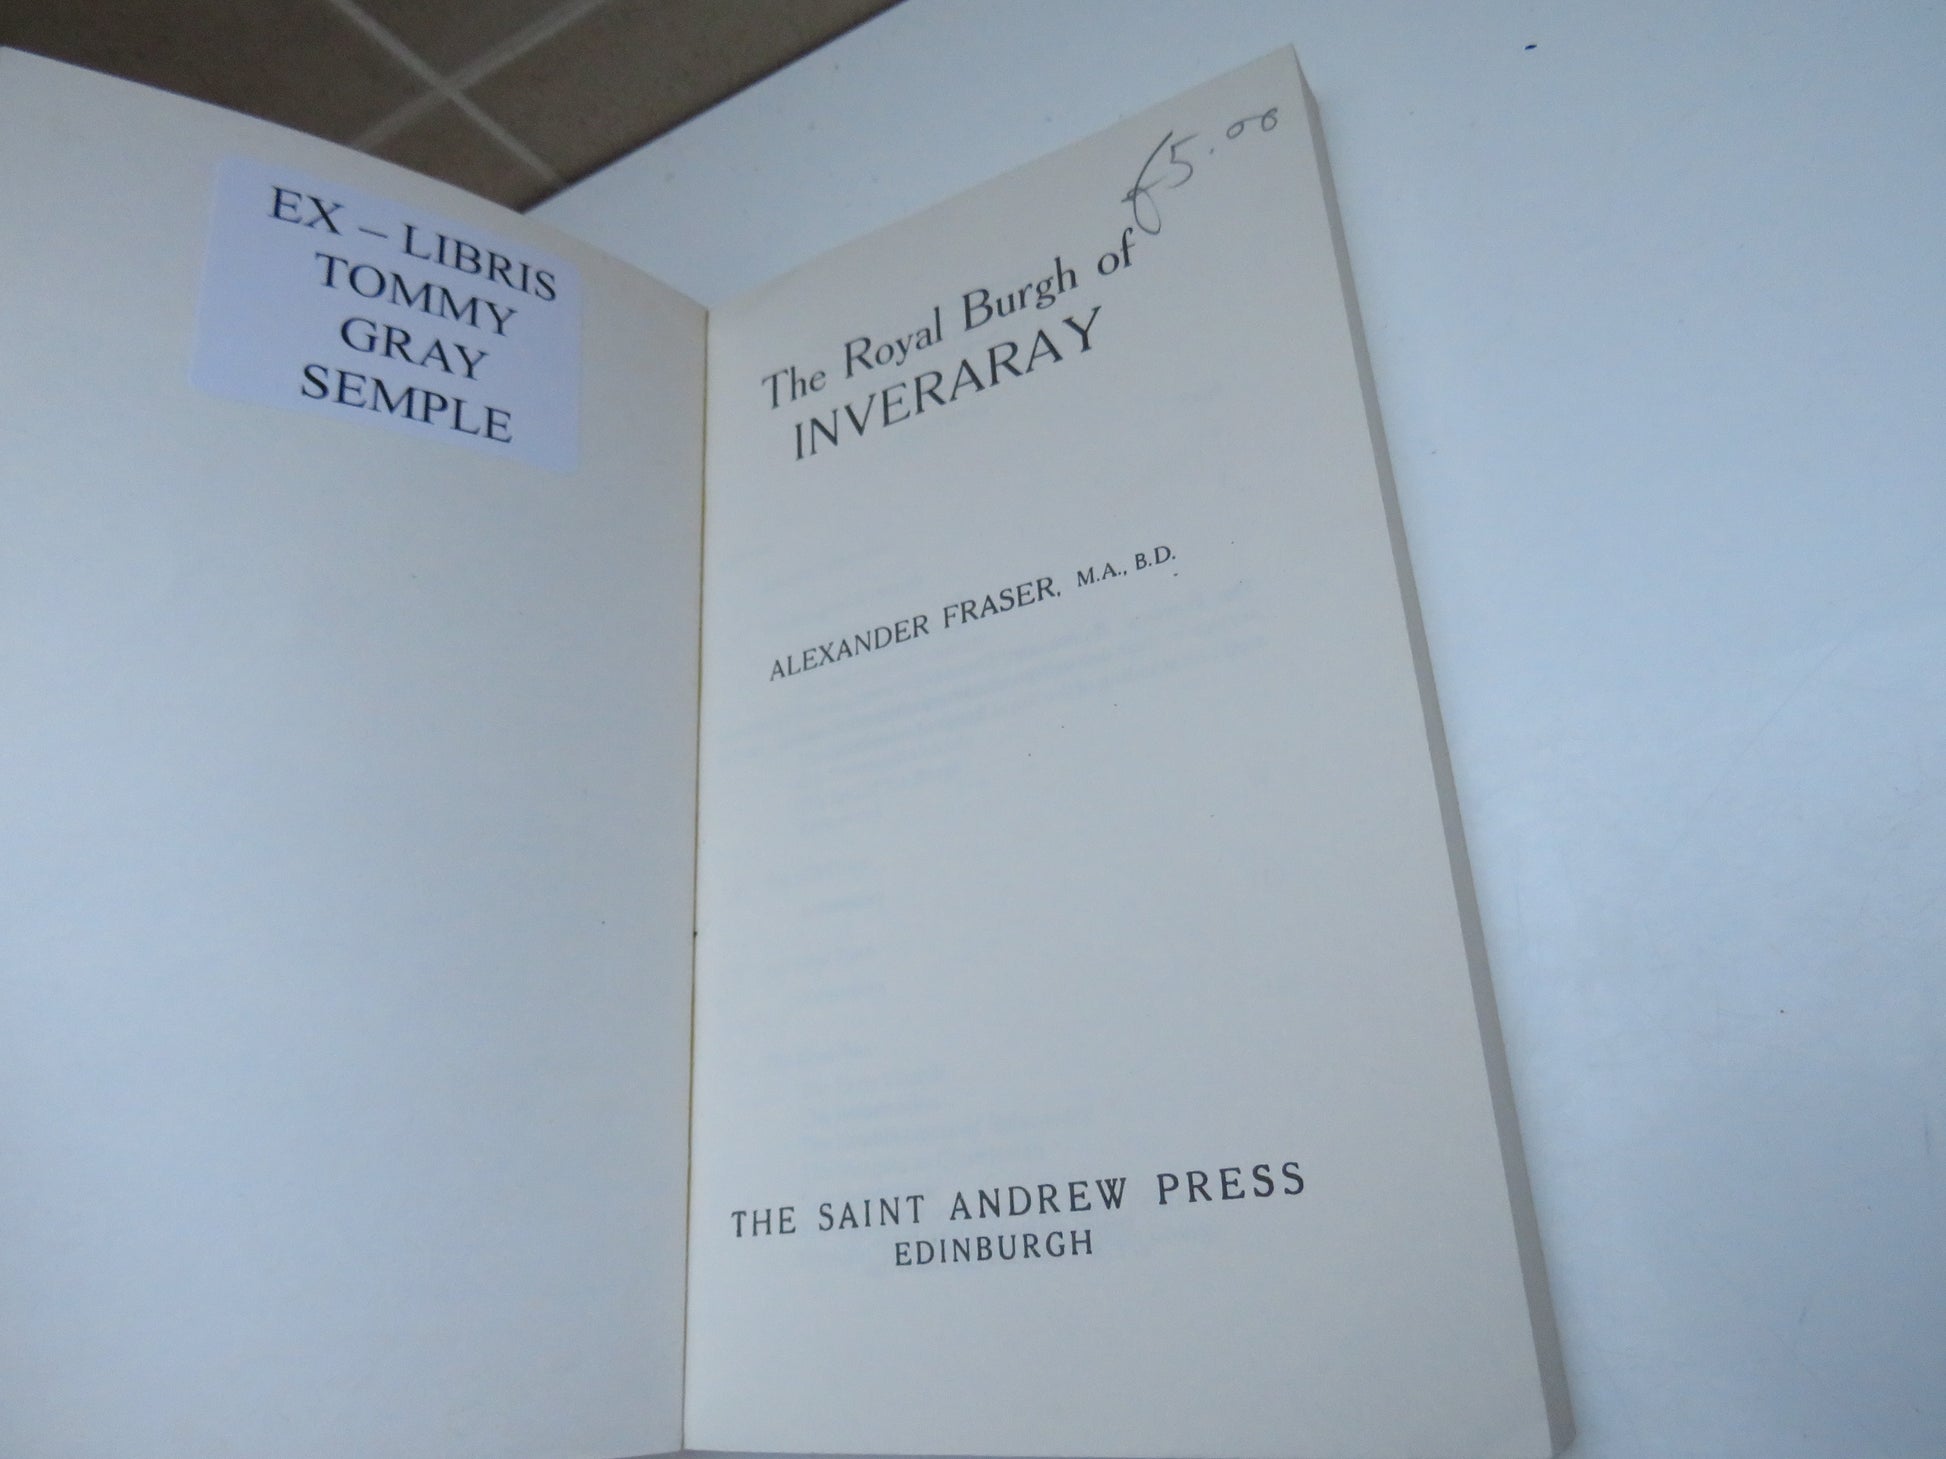 EX – LIBRIS
TOMMY
GRAY
SEMPLE
£5.00
The Royal Burgh of
INVERARAY
ALEXANDER FRASER, M.A., B.D.
THE SAINT ANDREW PRESS
EDINBURGH